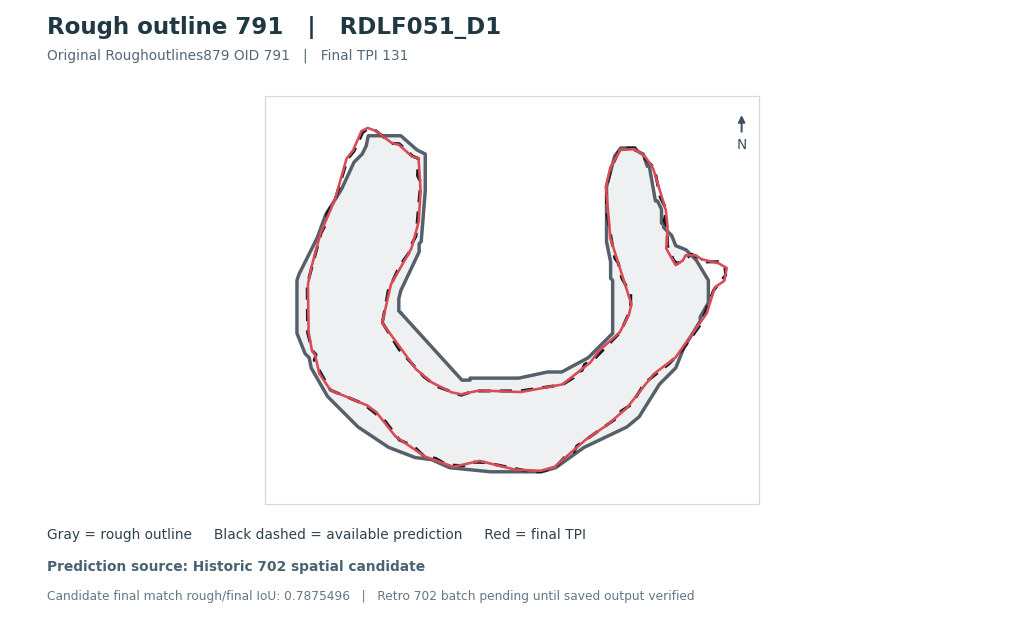 Rough outline 791   |   RDLF051_D1
Original Roughoutlines879 OID 791   |   Final TPI 131
N
Gray = rough outline     Black dashed = available prediction     Red = final TPI
Prediction source: Historic 702 spatial candidate
Candidate final match rough/final IoU: 0.7875496   |   Retro 702 batch pending until saved output verified